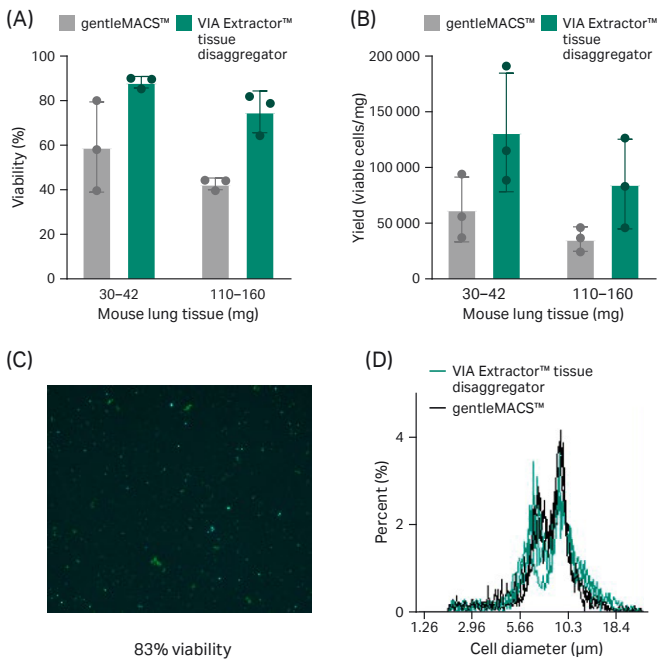 (A)
gentleMACS™
VIA Extractor™
tissue
disaggregator
Viability (%)
100
80
60
40
20
0
30–42
110–160
Mouse lung tissue (mg)
(B)
gentleMACS™
VIA Extractor™
tissue
disaggregator
Yield (viable cells/mg)
200 000
150 000
100 000
50 000
0
30–42
110–160
Mouse lung tissue (mg)
(C)
83% viability
(D)
VIA Extractor™ tissue
disaggregator
gentleMACS™
Percent (%)
4
2
0
1.26 2.96 5.66 10.3 18.4
Cell diameter (µm)